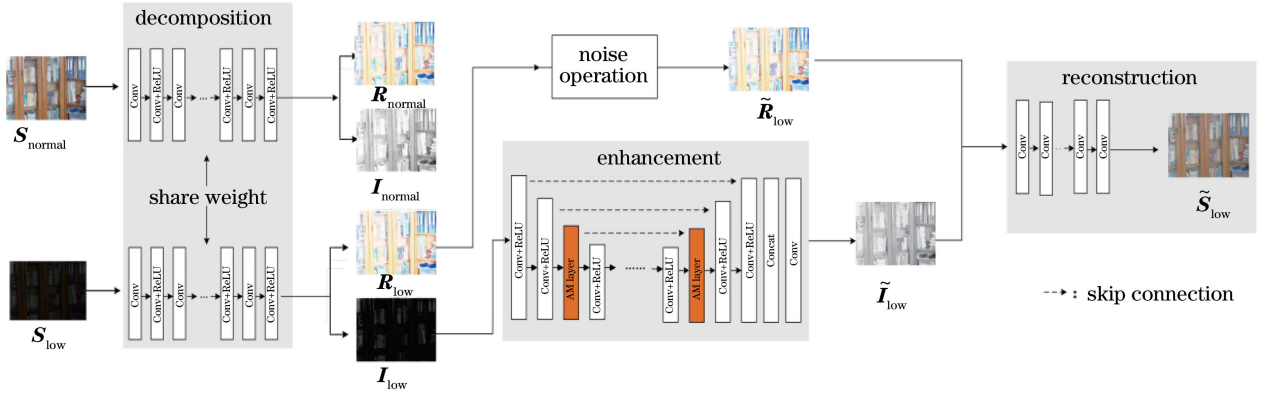 decomposition
Conv
Conv+ReLU
Conv
...
Conv+ReLU
Conv
Conv+ReLU
S_normal
R_normal
I_normal
share weight
Conv
Conv+ReLU
Conv
...
Conv+ReLU
Conv
Conv+ReLU
S_low
R_low
I_low
noise
operation
R̃_low
enhancement
Conv+ReLU
Conv+ReLU
AM layer
Conv+ReLU
......
Conv+ReLU
AM layer
Conv+ReLU
Conv+ReLU
Concat
Conv
Ĩ_low
reconstruction
Conv
Conv
...
Conv
Conv
S̃_low
: skip connection